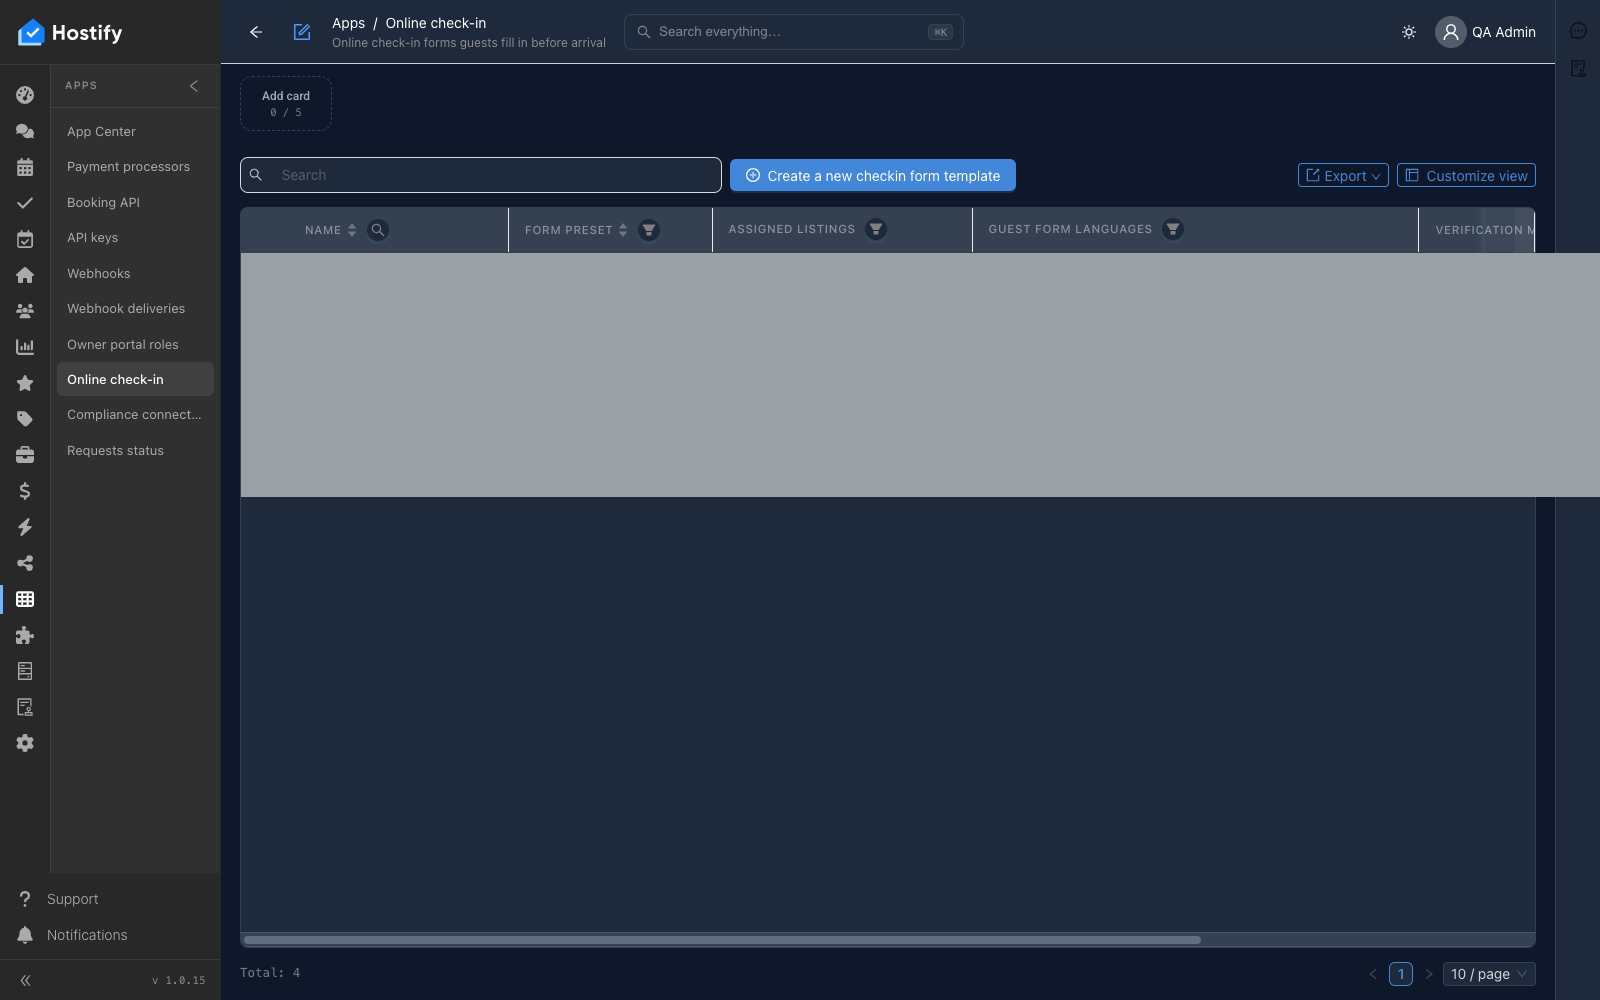 Hostify
Apps / Online check-in
Online check-in forms guests fill in before arrival
Search everything...
⌘K
QA Admin
APPS
App Center
Payment processors
Booking API
API keys
Webhooks
Webhook deliveries
Owner portal roles
Online check-in
Compliance connect...
Requests status
Support
Notifications
v 1.0.15
Add card
0 / 5
Search
Create a new checkin form template
Export
Customize view
NAME
FORM PRESET
ASSIGNED LISTINGS
GUEST FORM LANGUAGES
VERIFICATION M
Total: 4
1
10 / page